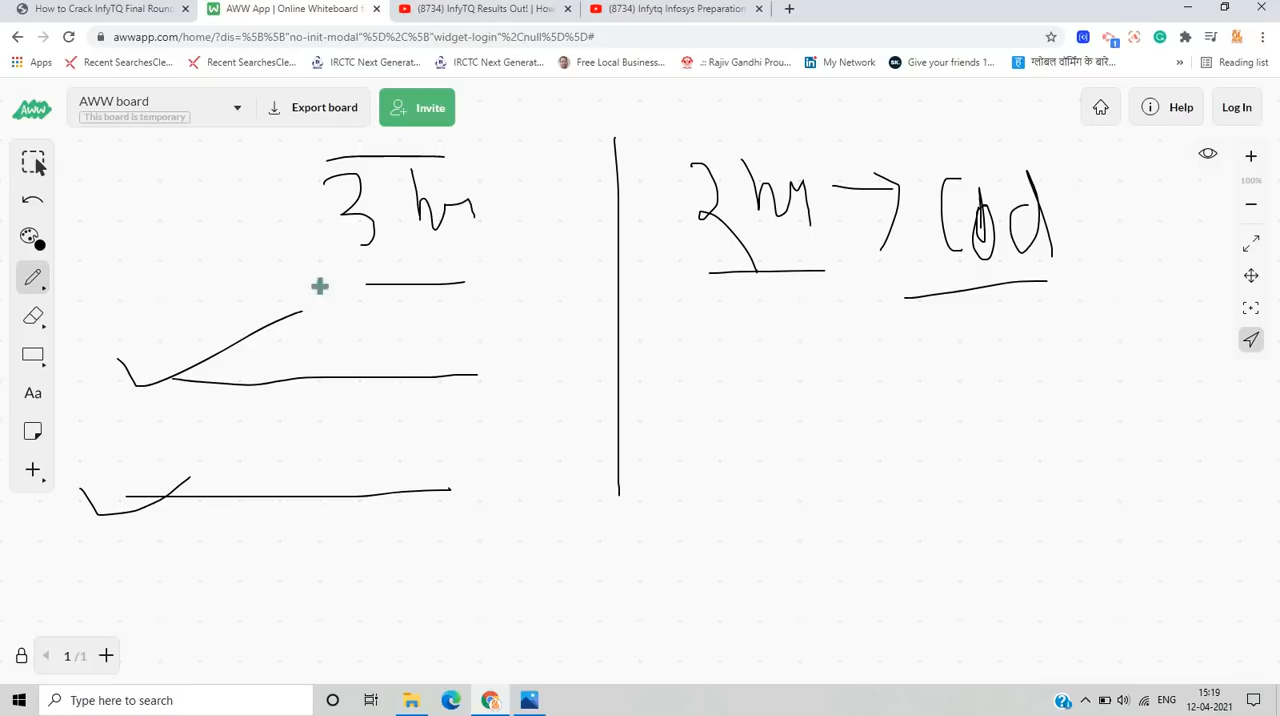 How to Crack InfyTQ Final Roun
AWW App | Online Whiteboard f
(8734) InfyTQ Results Out! | How
(8734) Infytq Infosys Preparation
awwapp.com/home/?dis=%5B%5B"no-init-modal"%5D%2C%5B"widget-login"%2Cnull%5D%5D#
Apps
Recent SearchesCle...
Recent SearchesCle...
IRCTC Next Generat...
IRCTC Next Generat...
Free Local Business...
.:: Rajiv Gandhi Prou...
My Network
Give your friends 1...
ग्लोबल वॉर्मिंग के बारे...
»
Reading list
AWW
AWW board
This board is temporary
Export board
Invite
Help
Log In
100%
3 hr
2 hr → Cod
Aa
1 /1
Type here to search
ENG
15:19
12-04-2021